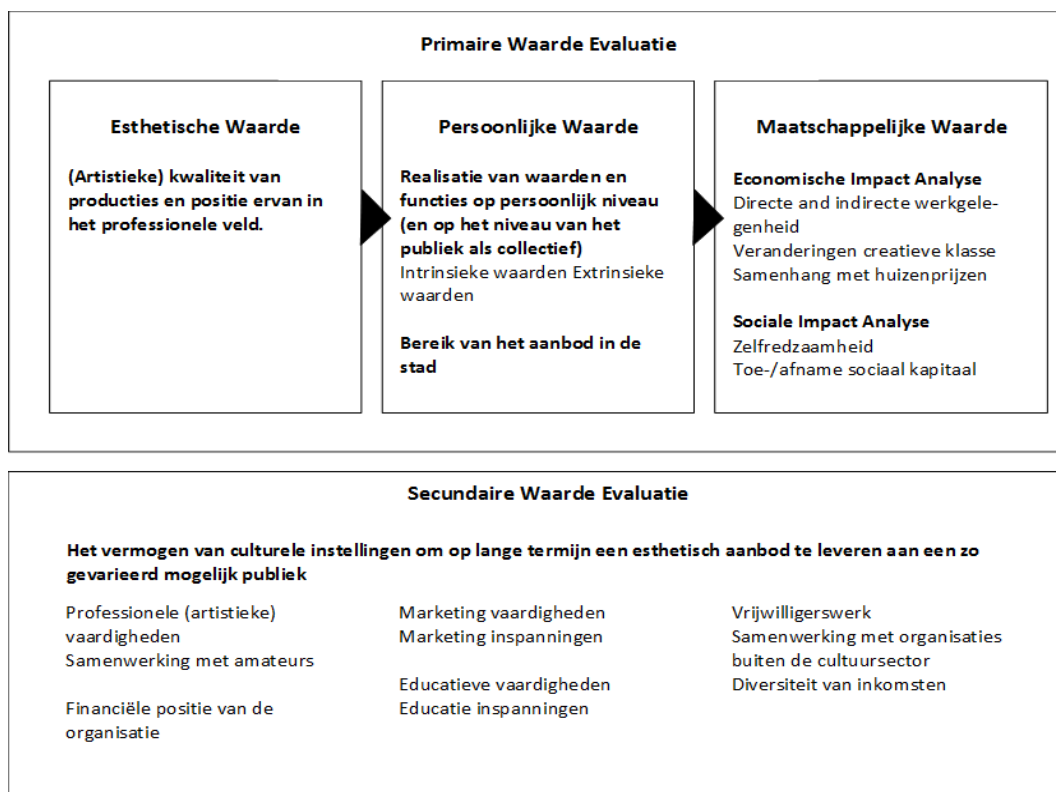 Primaire Waarde Evaluatie
Esthetische Waarde
(Artistieke) kwaliteit van
producties en positie ervan in
het professionele veld.
Persoonlijke Waarde
Realisatie van waarden en
functies op persoonlijk niveau
(en op het niveau van het
publiek als collectief)
Intrinsieke waarden Extrinsieke
waarden
Bereik van het aanbod in de
stad
Maatschappelijke Waarde
Economische Impact Analyse
Directe and indirecte werkgele-
genheid
Veranderingen creatieve klasse
Samenhang met huizenprijzen
Sociale Impact Analyse
Zelfredzaamheid
Toe-/afname sociaal kapitaal
Secundaire Waarde Evaluatie
Het vermogen van culturele instellingen om op lange termijn een esthetisch aanbod te leveren aan een zo
gevarieerd mogelijk publiek
Professionele (artistieke)
vaardigheden
Samenwerking met amateurs
Financiële positie van de
organisatie
Marketing vaardigheden
Marketing inspanningen
Educatieve vaardigheden
Educatie inspanningen
Vrijwilligerswerk
Samenwerking met organisaties
buiten de cultuursector
Diversiteit van inkomsten